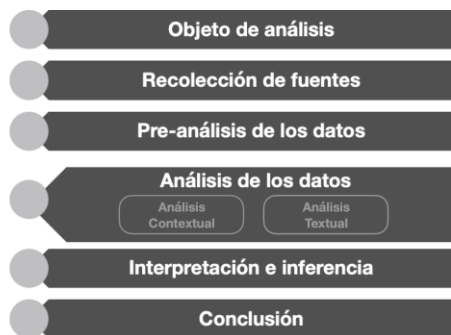 Objeto de análisis
Recolección de fuentes
Pre-análisis de los datos
Análisis de los datos
Análisis
Contextual
Análisis
Textual
Interpretación e inferencia
Conclusión